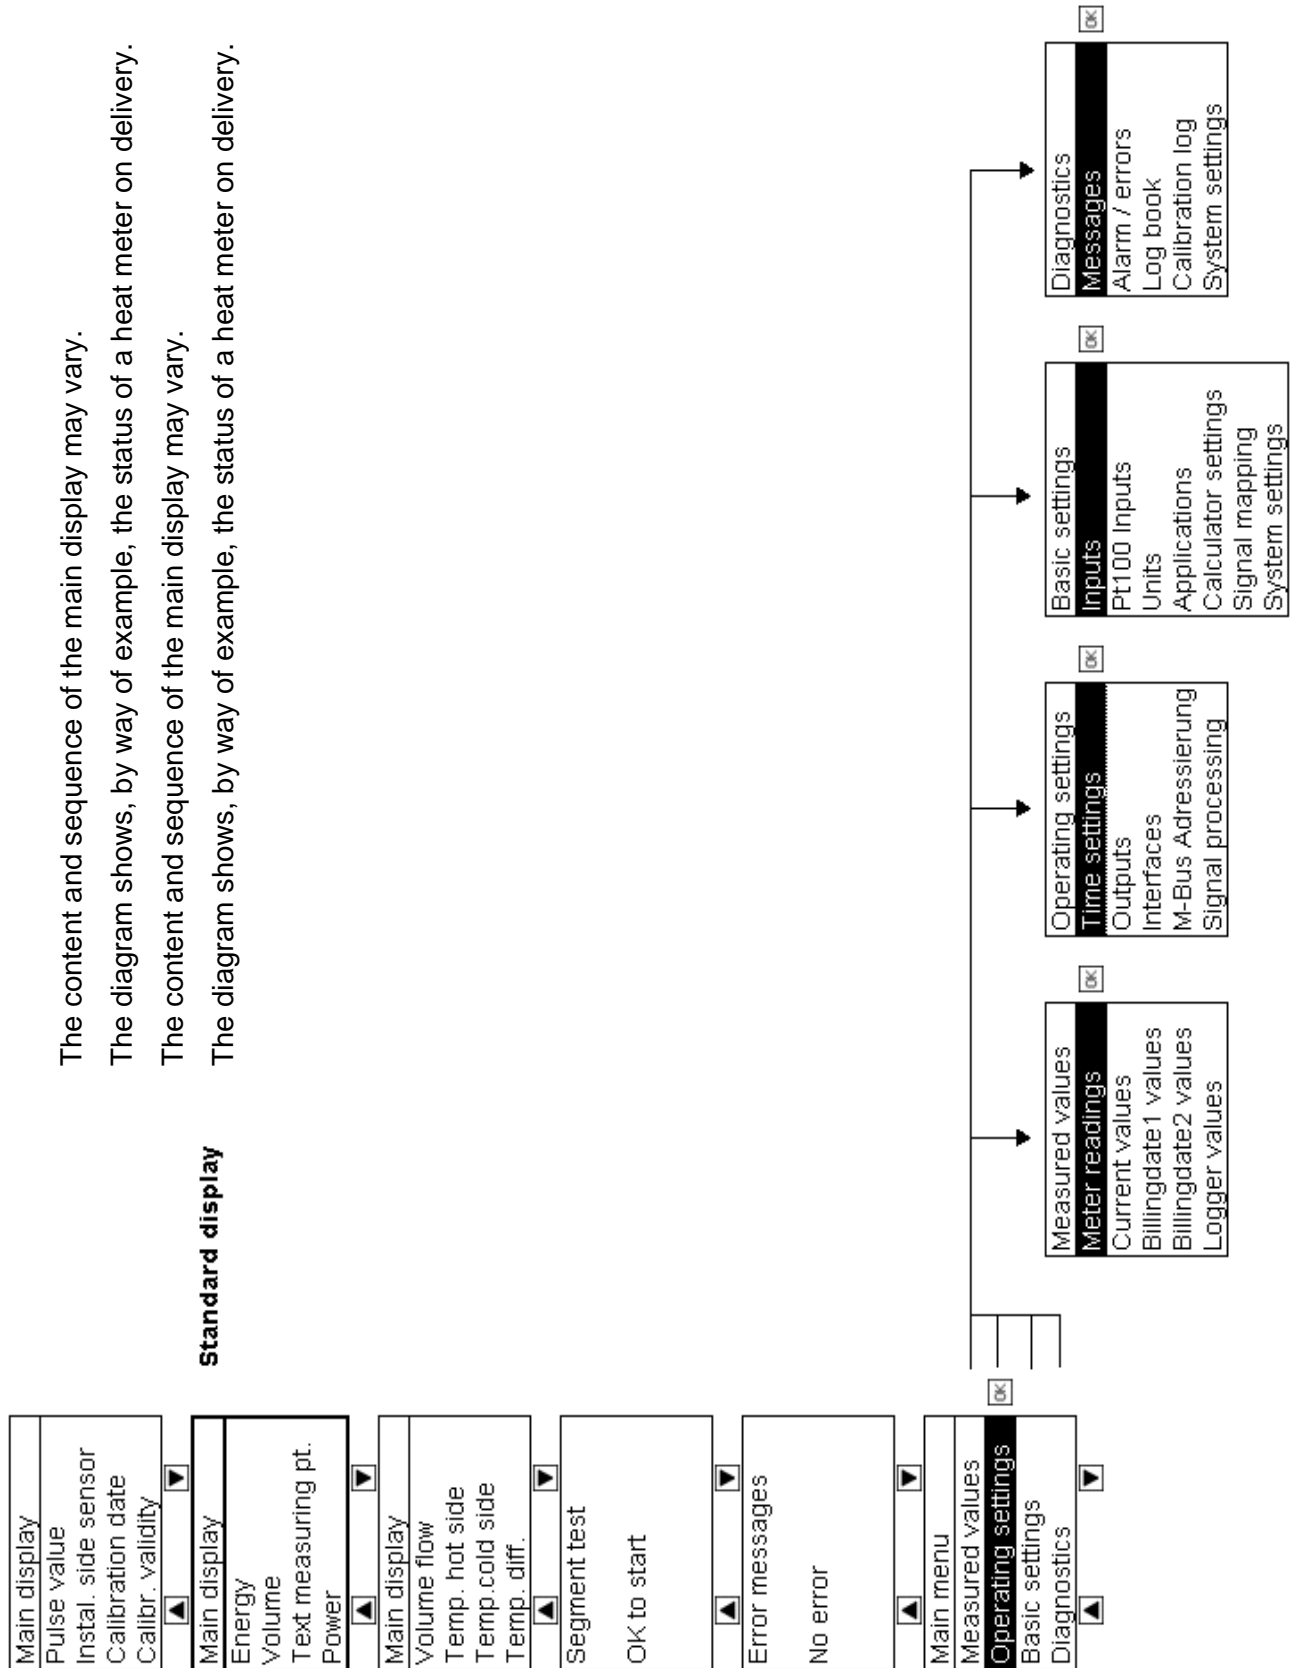 The content and sequence of the main display may vary.
The diagram shows, by way of example, the status of a heat meter on delivery.
The content and sequence of the main display may vary.
The diagram shows, by way of example, the status of a heat meter on delivery.
Main display
Pulse value
Instal. side sensor
Calibration date
Calibr. validity
Standard display
Main display
Energy
Volume
Text measuring pt.
Power
Main display
Volume flow
Temp. hot side
Temp.cold side
Temp. diff.
Segment test
OK to start
Error messages
No error
Main menu
Measured values
Operating settings
Basic settings
Diagnostics
OK
Measured values
Meter readings
Current values
Billingdate1 values
Billingdate2 values
Logger values
OK
Operating settings
Time settings
Outputs
Interfaces
M-Bus Adressierung
Signal processing
OK
Basic settings
Inputs
Pt100 Inputs
Units
Applications
Calculator settings
Signal mapping
System settings
OK
Diagnostics
Messages
Alarm / errors
Log book
Calibration log
System settings
OK